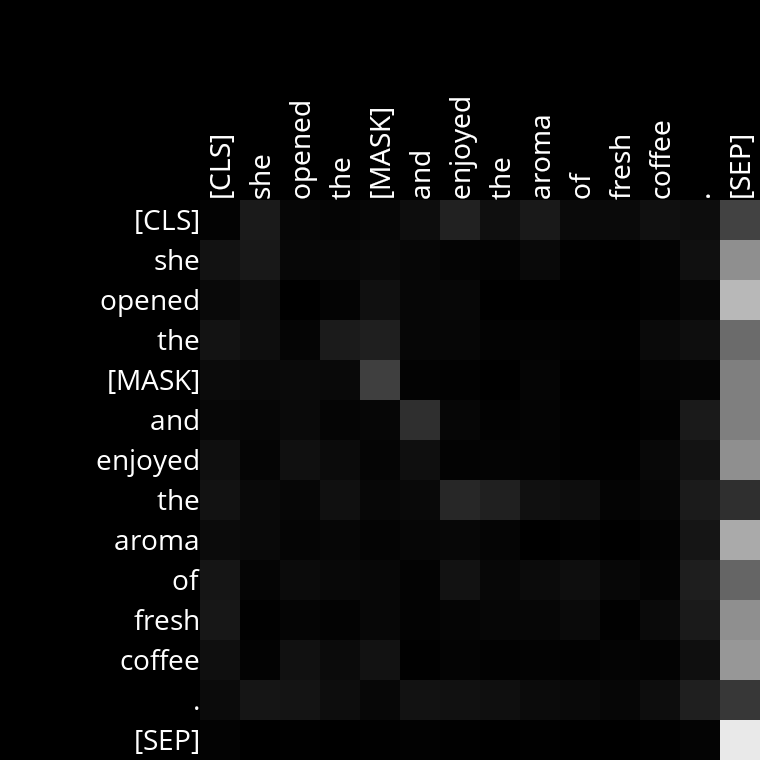 [CLS] she opened the [MASK] and enjoyed the aroma of fresh coffee . [SEP]
[CLS]
she
opened
the
[MASK]
and
enjoyed
the
aroma
of
fresh
coffee
.
[SEP]